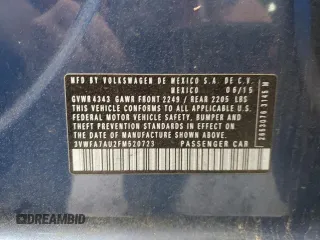 MFD BY VOLKSWAGEN DE MEXICO S.A. DE C.V.
MEXICO 06/15
GVWR 4343 GAWR FRONT 2249 / REAR 2205 LBS
THIS VEHICLE CONFORMS TO ALL APPLICABLE U.S.
FEDERAL MOTOR VEHICLE SAFETY, BUMPER AND
THEFT PREVENTION STANDARDS IN EFFECT ON THE
DATE OF MANUFACTURE SHOWN ABOVE.
3VWFA7AU2FM520723 PASSENGER CAR
DREAMBID